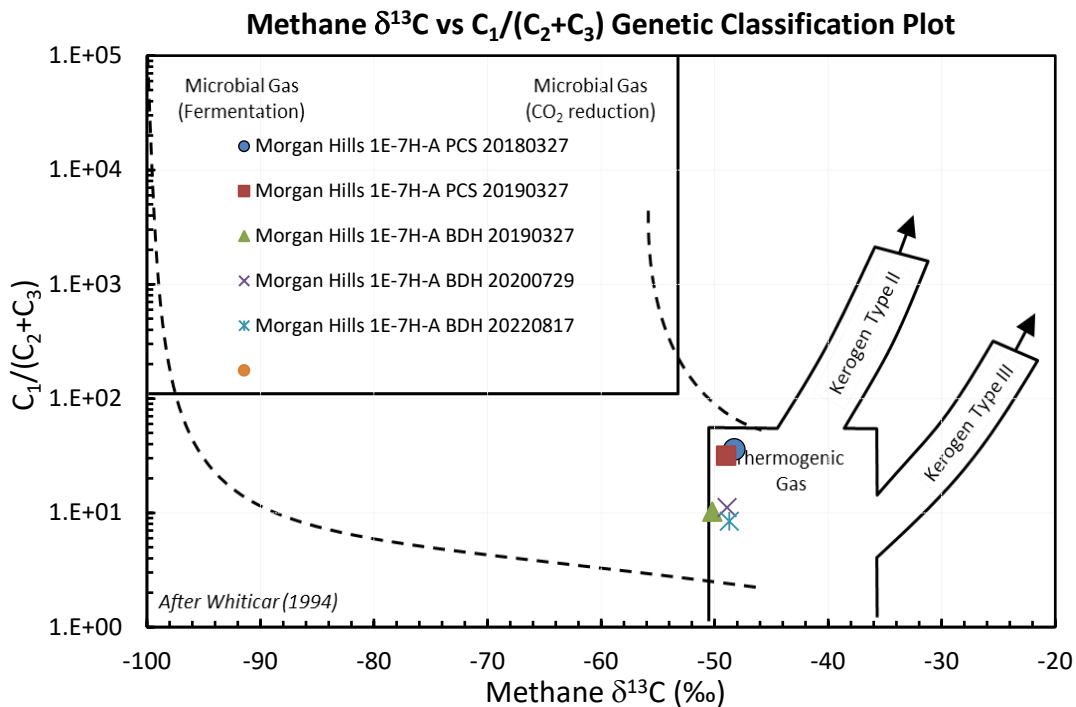 Methane δ¹³C vs C₁/(C₂+C₃) Genetic Classification Plot
1.E+05
1.E+04
1.E+03
1.E+02
1.E+01
1.E+00
C₁/(C₂+C₃)
Microbial Gas
(Fermentation)
Microbial Gas
(CO₂ reduction)
Morgan Hills 1E-7H-A PCS 20180327
Morgan Hills 1E-7H-A PCS 20190327
Morgan Hills 1E-7H-A BDH 20190327
Morgan Hills 1E-7H-A BDH 20200729
Morgan Hills 1E-7H-A BDH 20220817
Kerogen Type II
Kerogen Type III
Thermogenic
Gas
After Whiticar (1994)
-100 -90 -80 -70 -60 -50 -40 -30 -20
Methane δ¹³C (‰)